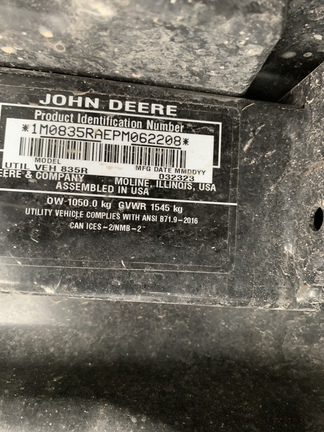 JOHN DEERE
Product Identification Number
*1M0835RAEPM062208*
MODEL MFG DATE MMDDYY
UTIL VEH 835R 032323
DEERE & COMPANY MOLINE, ILLINOIS, USA
ASSEMBLED IN USA
OW 1050.0 kg GVWR 1545 kg
UTILITY VEHICLE COMPLIES WITH ANSI B71.9-2016
CAN ICES-2/NMB-2